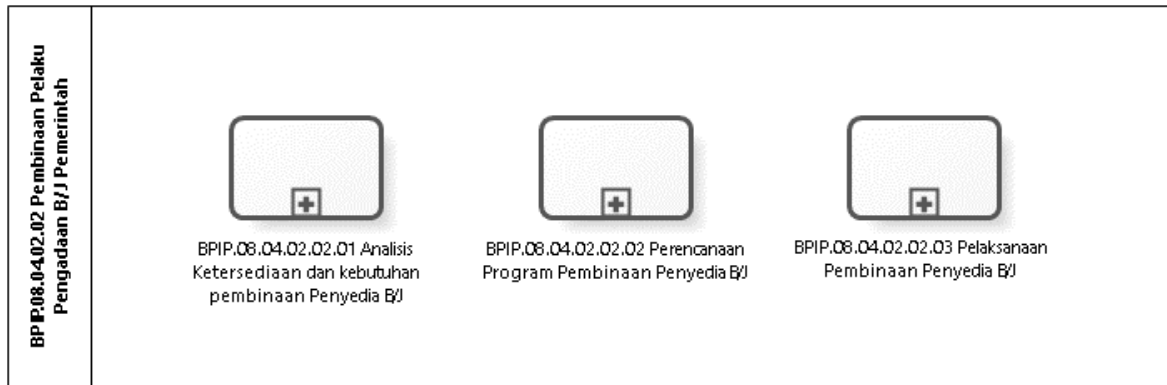 BPIP.08.04.02.02 Pembinaan Pelaku
Pengadaan B/J Pemerintah
BPIP.08.04.02.02.01 Analisis
Ketersediaan dan kebutuhan
pembinaan Penyedia B/J
BPIP.08.04.02.02.02 Perencanaan
Program Pembinaan Penyedia B/J
BPIP.08.04.02.02.03 Pelaksanaan
Pembinaan Penyedia B/J